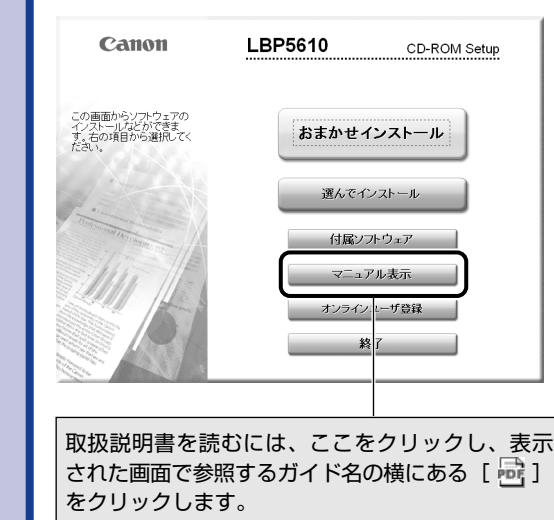 Canon
LBP5610
CD-ROM Setup
この画面からソフトウェアの
インストールなどができま
す。右の項目から選択してく
ださい。
おまかせインストール
選んでインストール
付属ソフトウェア
マニュアル表示
オンラインユーザ登録
終了
取扱説明書を読むには、ここをクリックし、表示
された画面で参照するガイド名の横にある［PDF］
をクリックします。